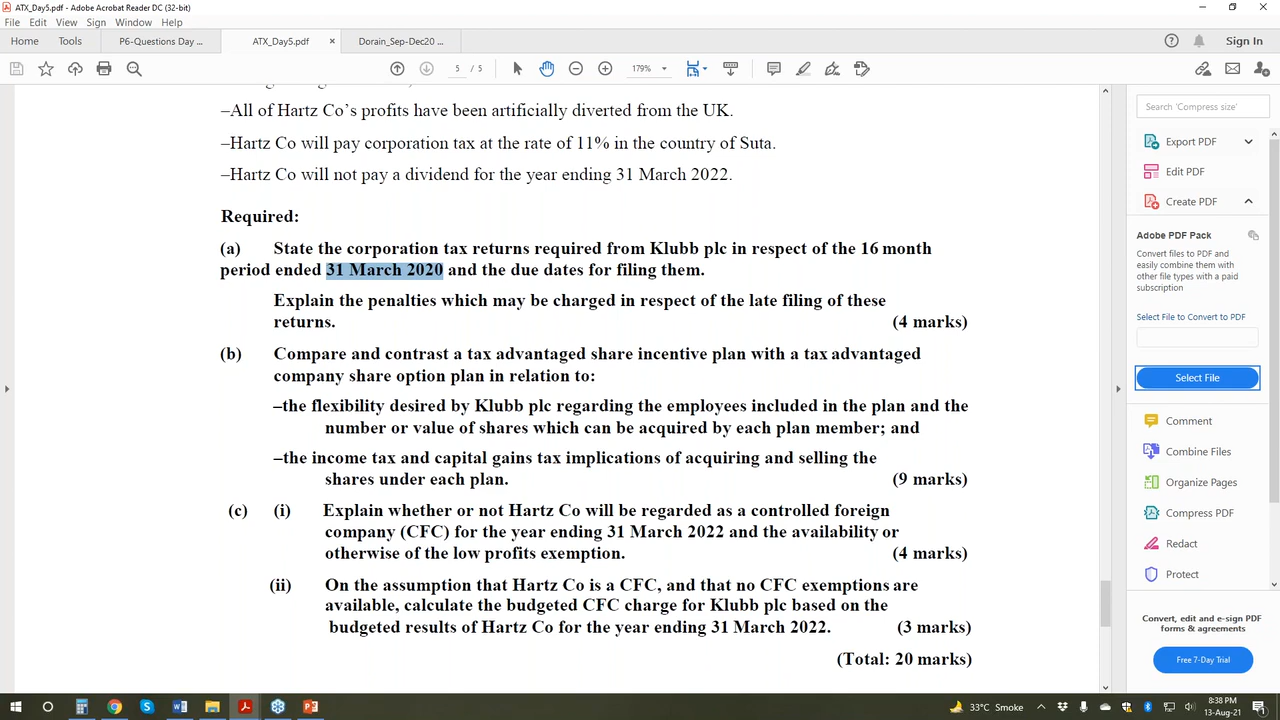 ATX_Day5.pdf - Adobe Acrobat Reader DC (32-bit)
File Edit View Sign Window Help
Home Tools P6-Questions Day ... ATX_Day5.pdf × Dorain_Sep-Dec20 ... Sign In
5 / 5 179%
–All of Hartz Co’s profits have been artificially diverted from the UK.
–Hartz Co will pay corporation tax at the rate of 11% in the country of Suta.
–Hartz Co will not pay a dividend for the year ending 31 March 2022.
Required:
(a) State the corporation tax returns required from Klubb plc in respect of the 16 month
period ended 31 March 2020 and the due dates for filing them.
Explain the penalties which may be charged in respect of the late filing of these
returns. (4 marks)
(b) Compare and contrast a tax advantaged share incentive plan with a tax advantaged
company share option plan in relation to:
–the flexibility desired by Klubb plc regarding the employees included in the plan and the
number or value of shares which can be acquired by each plan member; and
–the income tax and capital gains tax implications of acquiring and selling the
shares under each plan. (9 marks)
(c) (i) Explain whether or not Hartz Co will be regarded as a controlled foreign
company (CFC) for the year ending 31 March 2022 and the availability or
otherwise of the low profits exemption. (4 marks)
(ii) On the assumption that Hartz Co is a CFC, and that no CFC exemptions are
available, calculate the budgeted CFC charge for Klubb plc based on the
budgeted results of Hartz Co for the year ending 31 March 2022. (3 marks)
(Total: 20 marks)
Search 'Compress size'
Export PDF
Edit PDF
Create PDF
Adobe PDF Pack
Convert files to PDF and
easily combine them with
other file types with a paid
subscription
Select File to Convert to PDF
Select File
Comment
Combine Files
Organize Pages
Compress PDF
Redact
Protect
Convert, edit and e-sign PDF
forms & agreements
Free 7-Day Trial
33°C Smoke
8:38 PM
13-Aug-21